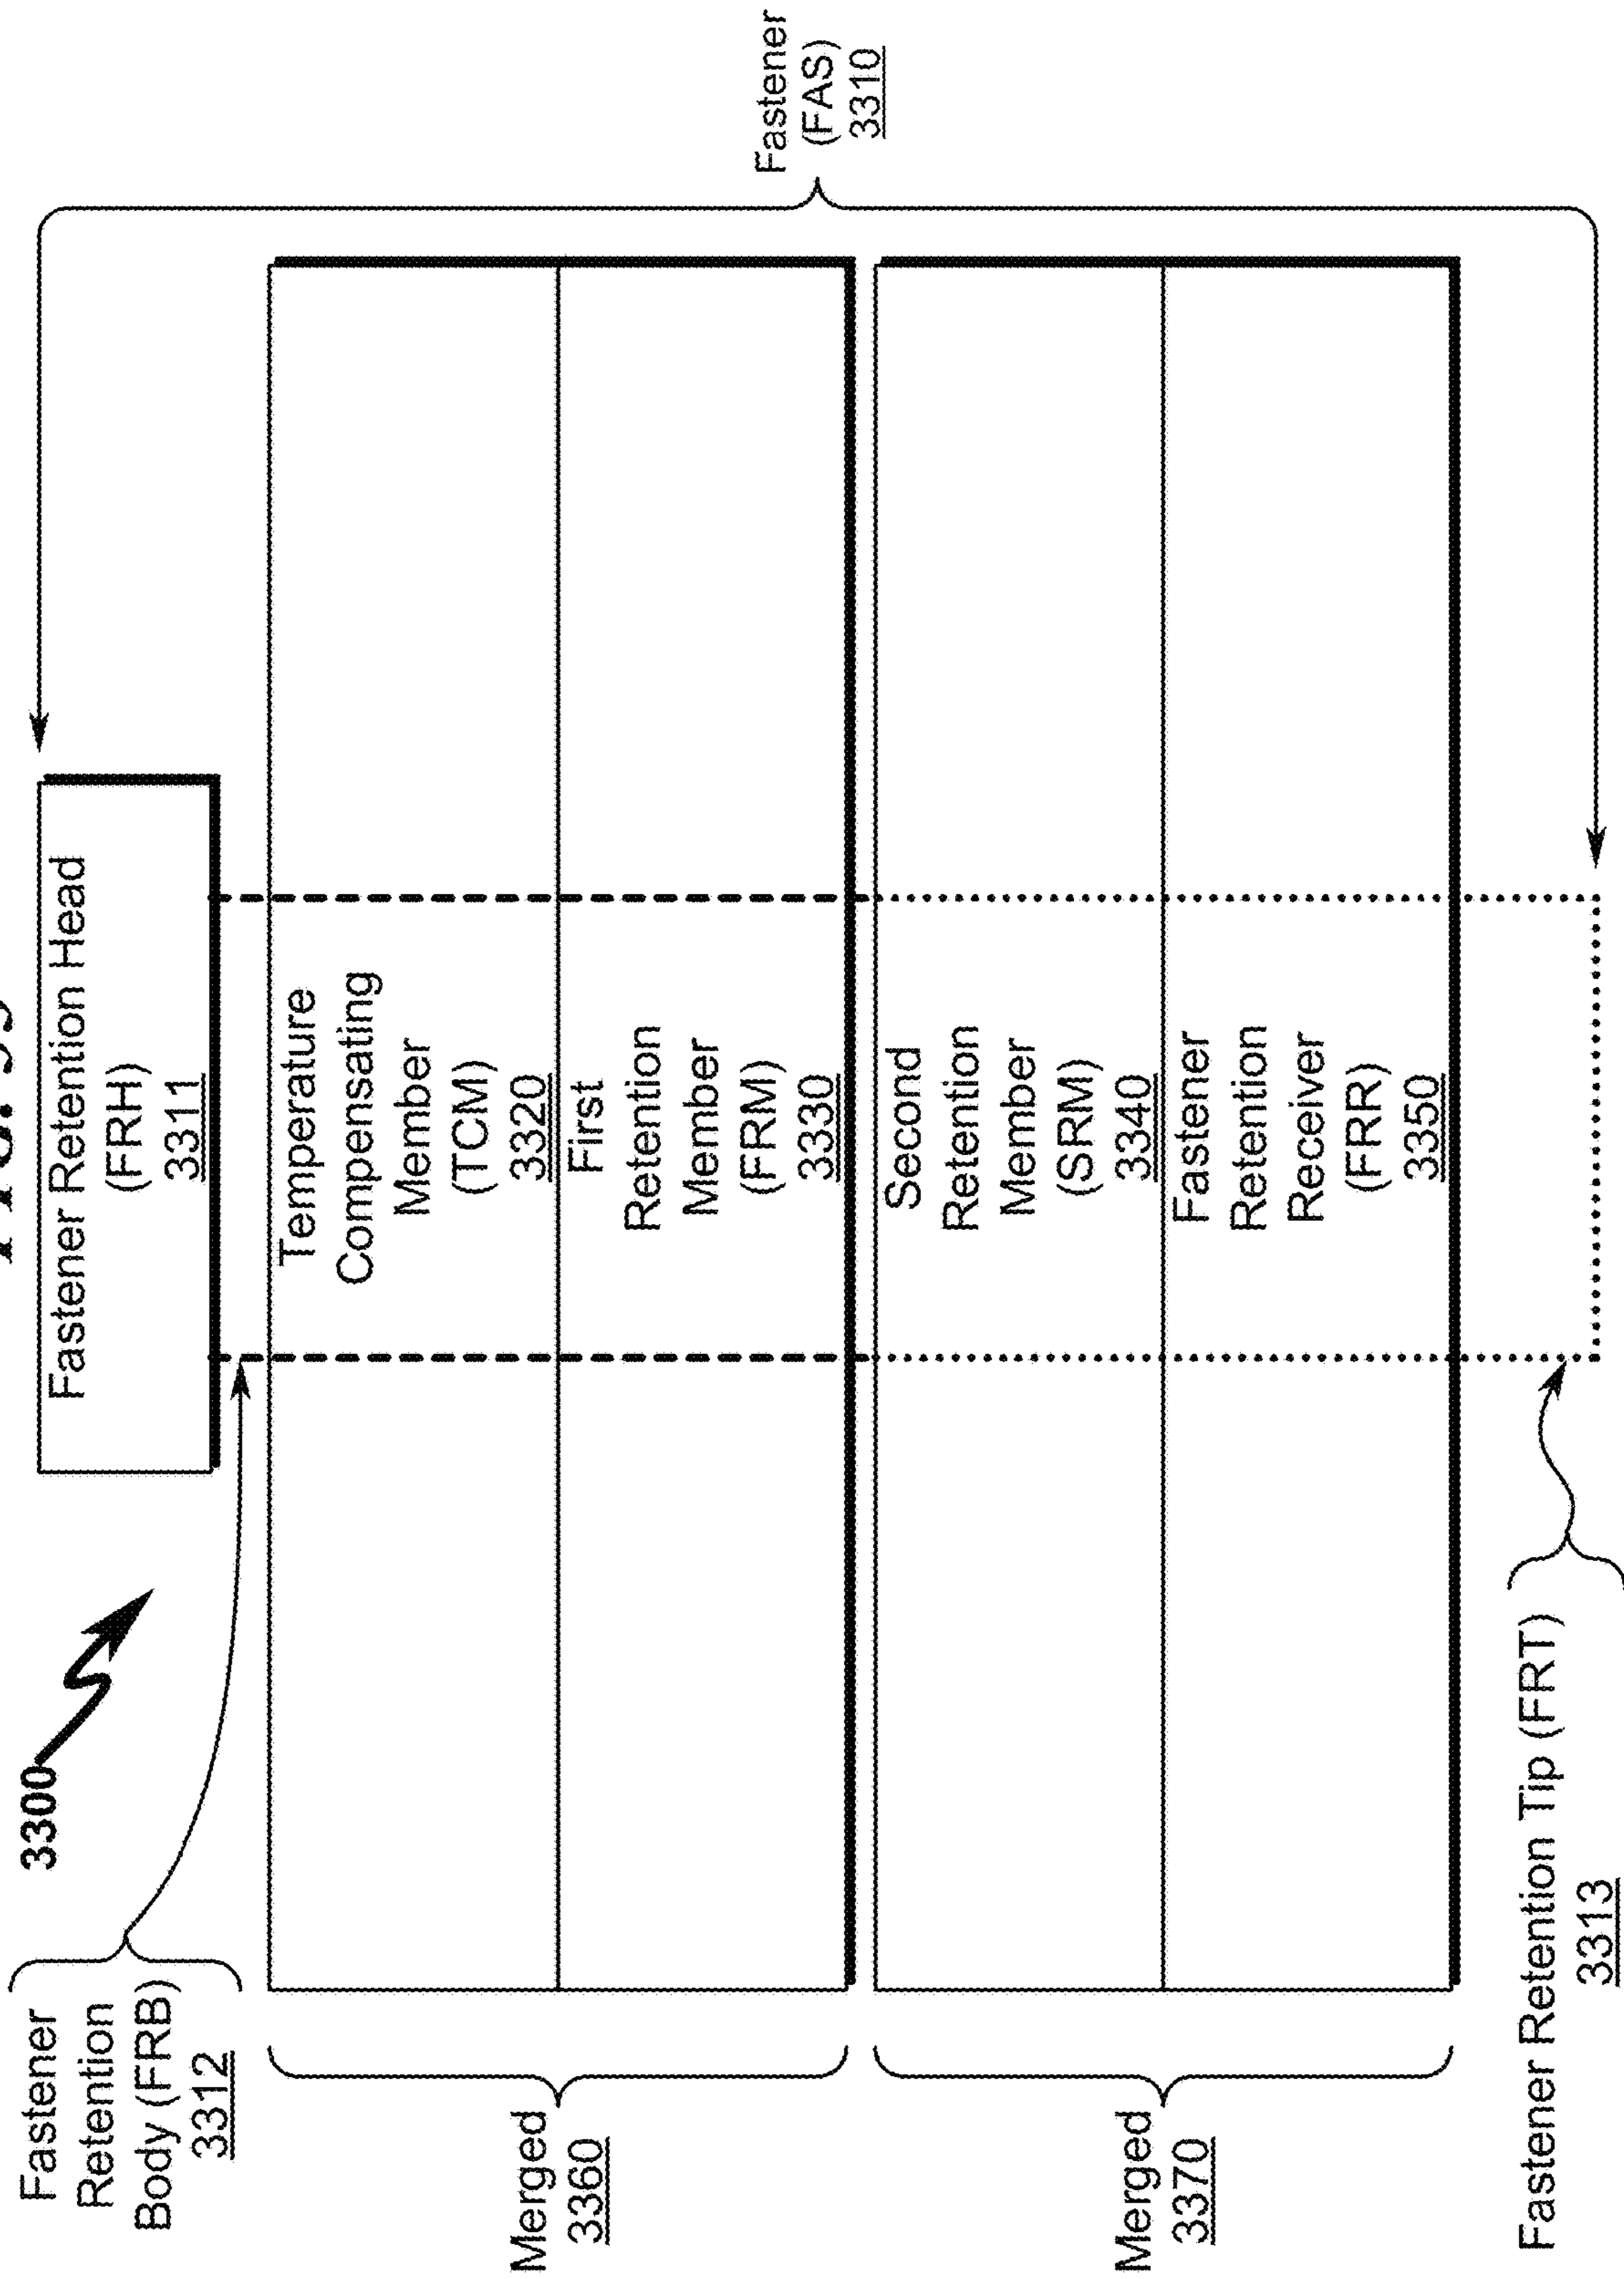 3300
Fastener
Retention
Body (FRB)
3312
Fastener Retention Head
(FRH)
3311
Temperature
Compensating
Member
(TCM)
3320
First
Retention
Member
(FRM)
3330
Second
Retention
Member
(SRM)
3340
Fastener
Retention
Receiver
(FRR)
3350
Merged
3360
Merged
3370
Fastener
(FAS)
3310
Fastener Retention Tip (FRT)
3313